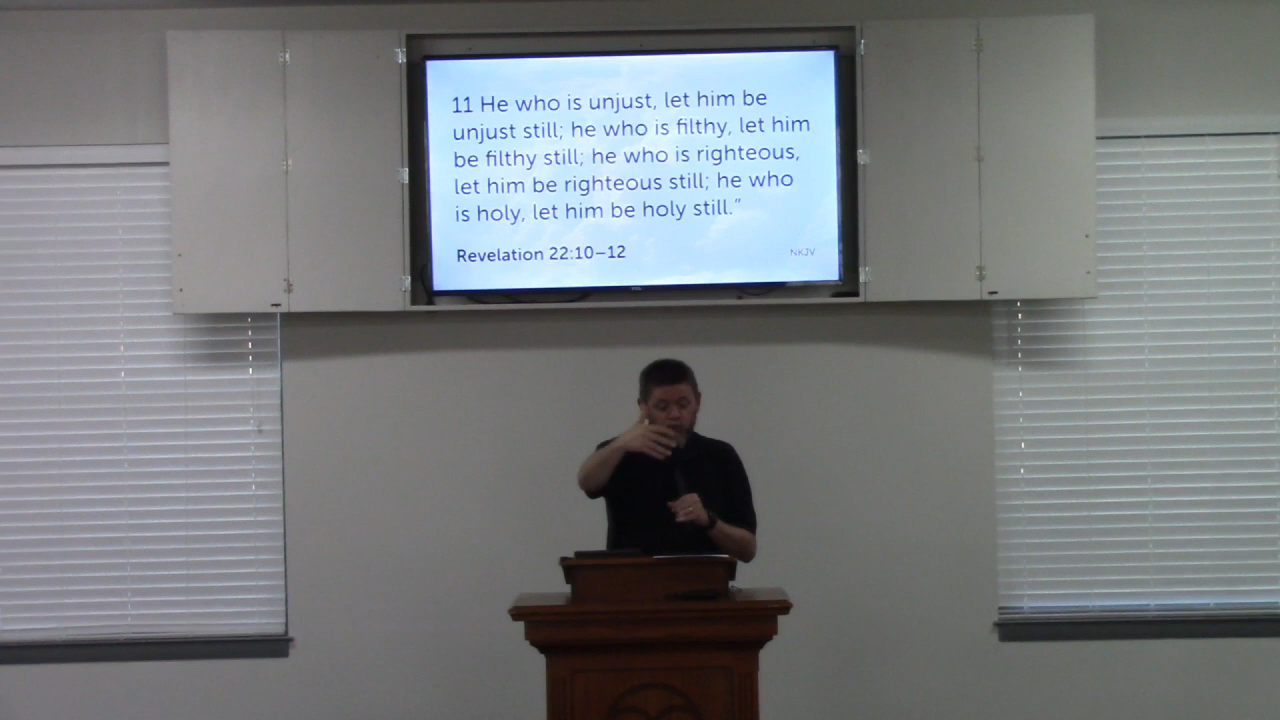 11 He who is unjust, let him be
unjust still; he who is filthy, let him
be filthy still; he who is righteous,
let him be righteous still; he who
is holy, let him be holy still.”
Revelation 22:10–12
NKJV
TCL